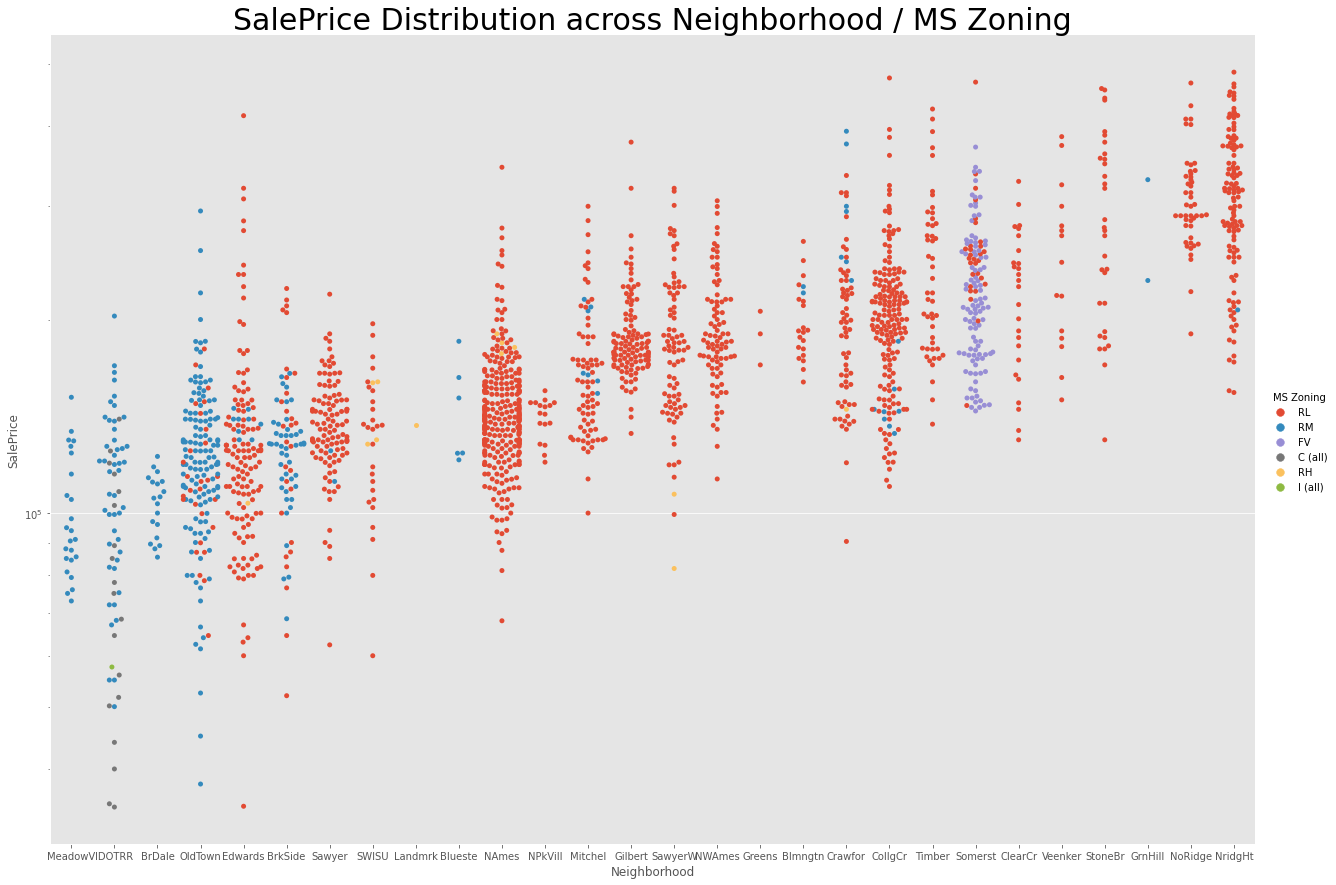 SalePrice Distribution across Neighborhood / MS Zoning
SalePrice
10⁵
MeadowVIDOTRR BrDale OldTown Edwards BrkSide Sawyer SWISU Landmrk Blueste NAmes NPkVill Mitchel Gilbert SawyerW NWAmes Greens Blmngtn Crawfor CollgCr Timber Somerst ClearCr Veenker StoneBr GrnHill NoRidge NridgHt
Neighborhood
MS Zoning
RL
RM
FV
C (all)
RH
I (all)